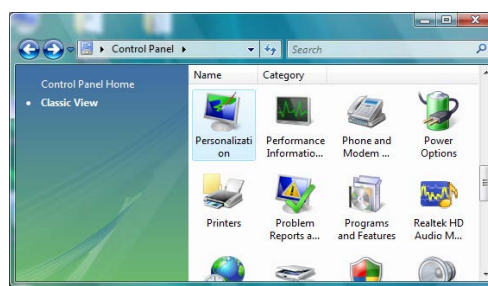 Control Panel
Search
Control Panel Home
Classic View
Name Category
Personalizati
on
Performance
Informatio...
Phone and
Modem ...
Power
Options
Printers
Problem
Reports a...
Programs
and Features
Realtek HD
Audio M...